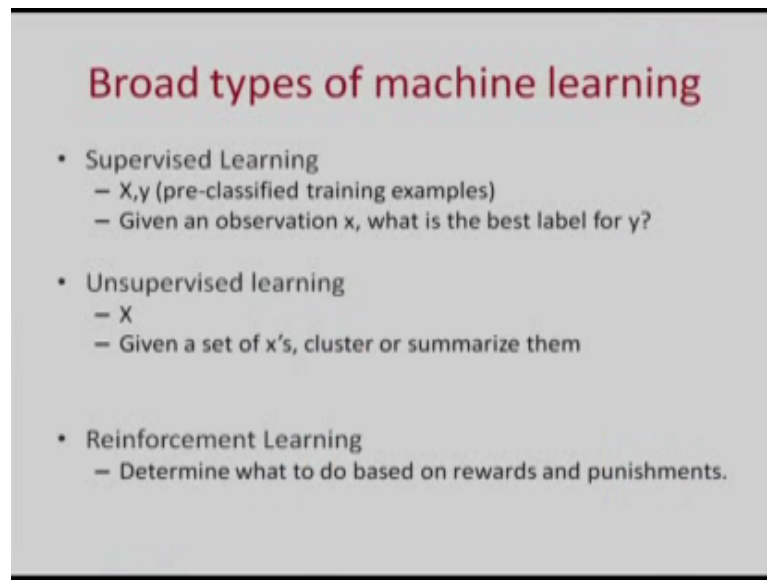 Broad types of machine learning
• Supervised Learning
– X,y (pre-classified training examples)
– Given an observation x, what is the best label for y?
• Unsupervised learning
– X
– Given a set of x's, cluster or summarize them
• Reinforcement Learning
– Determine what to do based on rewards and punishments.